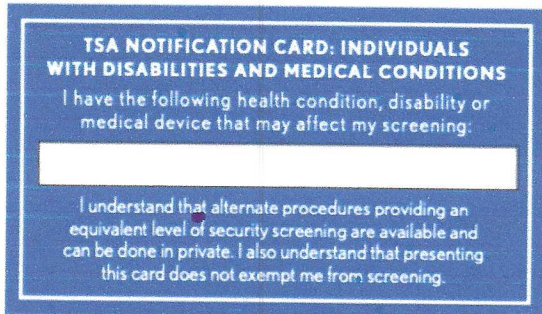 TSA NOTIFICATION CARD: INDIVIDUALS
WITH DISABILITIES AND MEDICAL CONDITIONS
I have the following health condition, disability or
medical device that may affect my screening:
I understand that alternate procedures providing an
equivalent level of security screening are available and
can be done in private. I also understand that presenting
this card does not exempt me from screening.